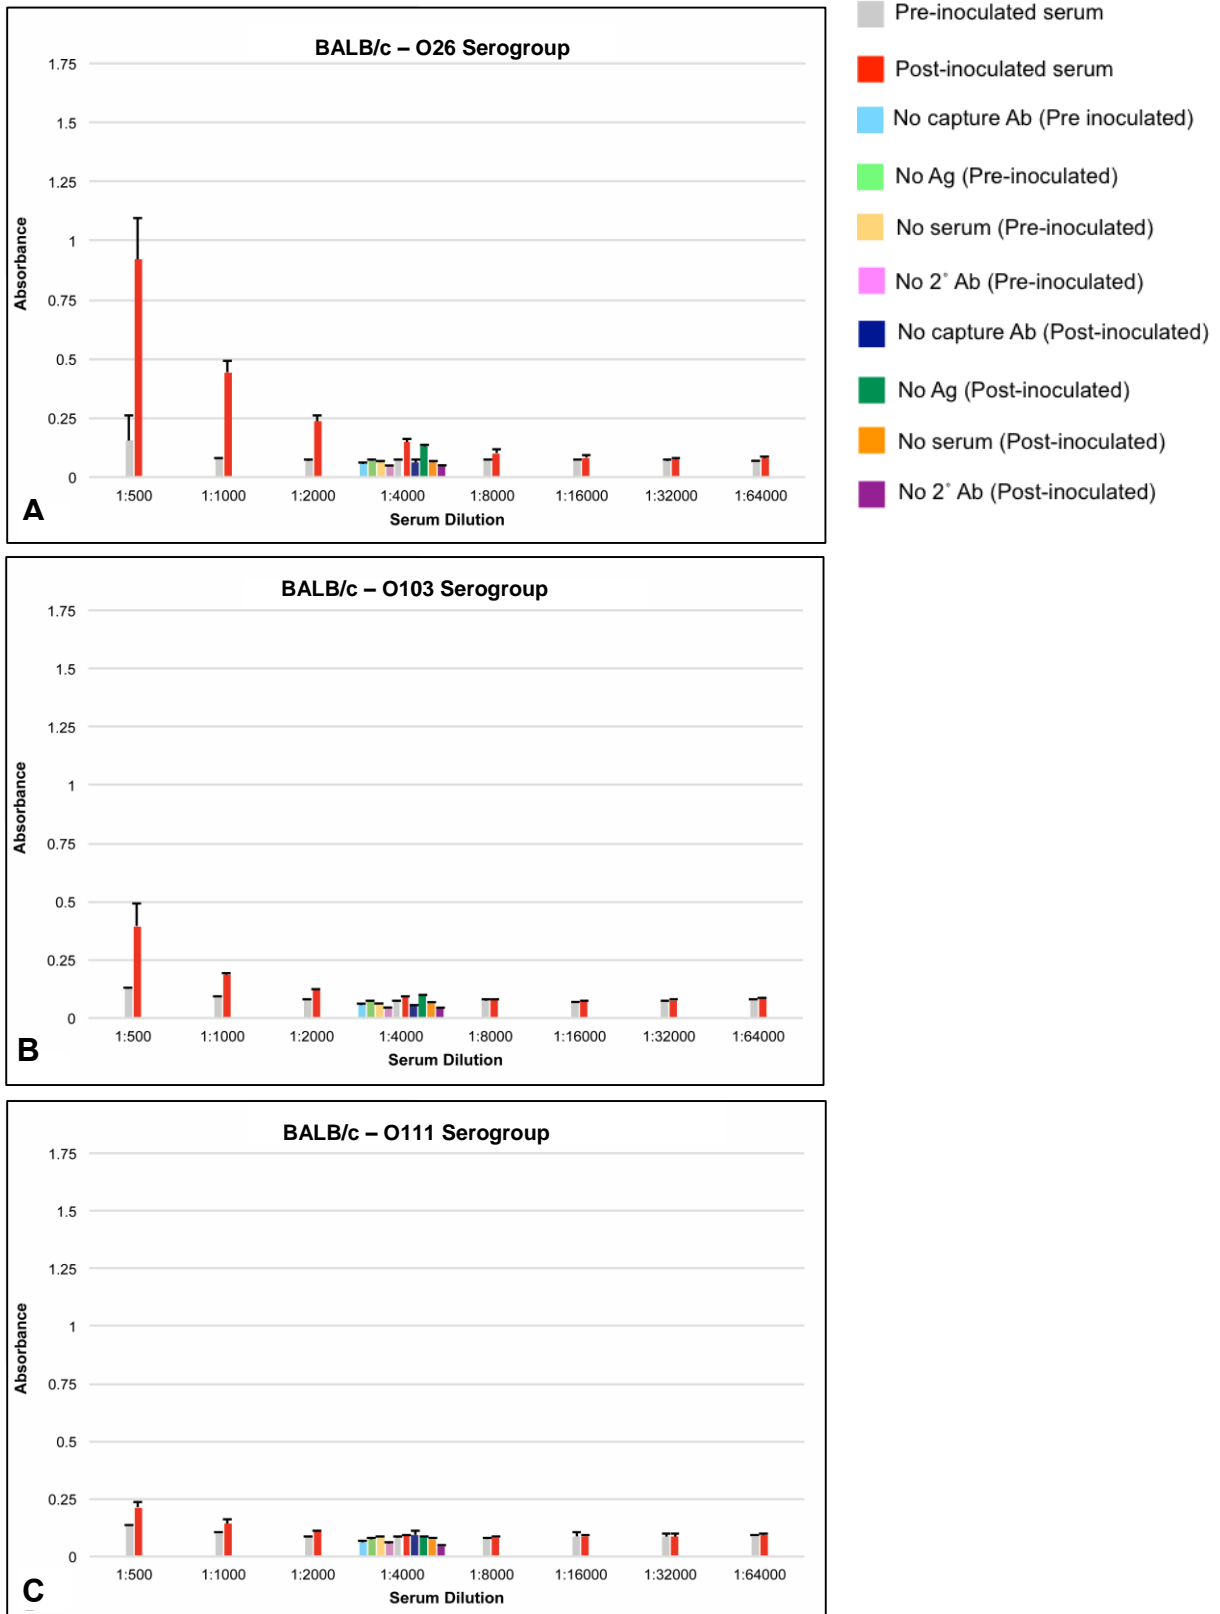 BALB/c – O26 Serogroup
1.75
1.5
1.25
1
0.75
0.5
0.25
0
Absorbance
1:500 1:1000 1:2000 1:4000 1:8000 1:16000 1:32000 1:64000
Serum Dilution
A
Pre-inoculated serum
Post-inoculated serum
No capture Ab (Pre inoculated)
No Ag (Pre-inoculated)
No serum (Pre-inoculated)
No 2˚ Ab (Pre-inoculated)
No capture Ab (Post-inoculated)
No Ag (Post-inoculated)
No serum (Post-inoculated)
No 2˚ Ab (Post-inoculated)
BALB/c – O103 Serogroup
1.75
1.5
1.25
1
0.75
0.5
0.25
0
Absorbance
1:500 1:1000 1:2000 1:4000 1:8000 1:16000 1:32000 1:64000
Serum Dilution
B
BALB/c – O111 Serogroup
1.75
1.5
1.25
1
0.75
0.5
0.25
0
Absorbance
1:500 1:1000 1:2000 1:4000 1:8000 1:16000 1:32000 1:64000
Serum Dilution
C